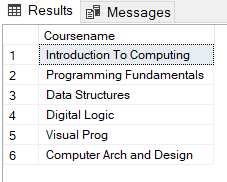 Results Messages
Coursename
1 Introduction To Computing
2 Programming Fundamentals
3 Data Structures
4 Digital Logic
5 Visual Prog
6 Computer Arch and Design